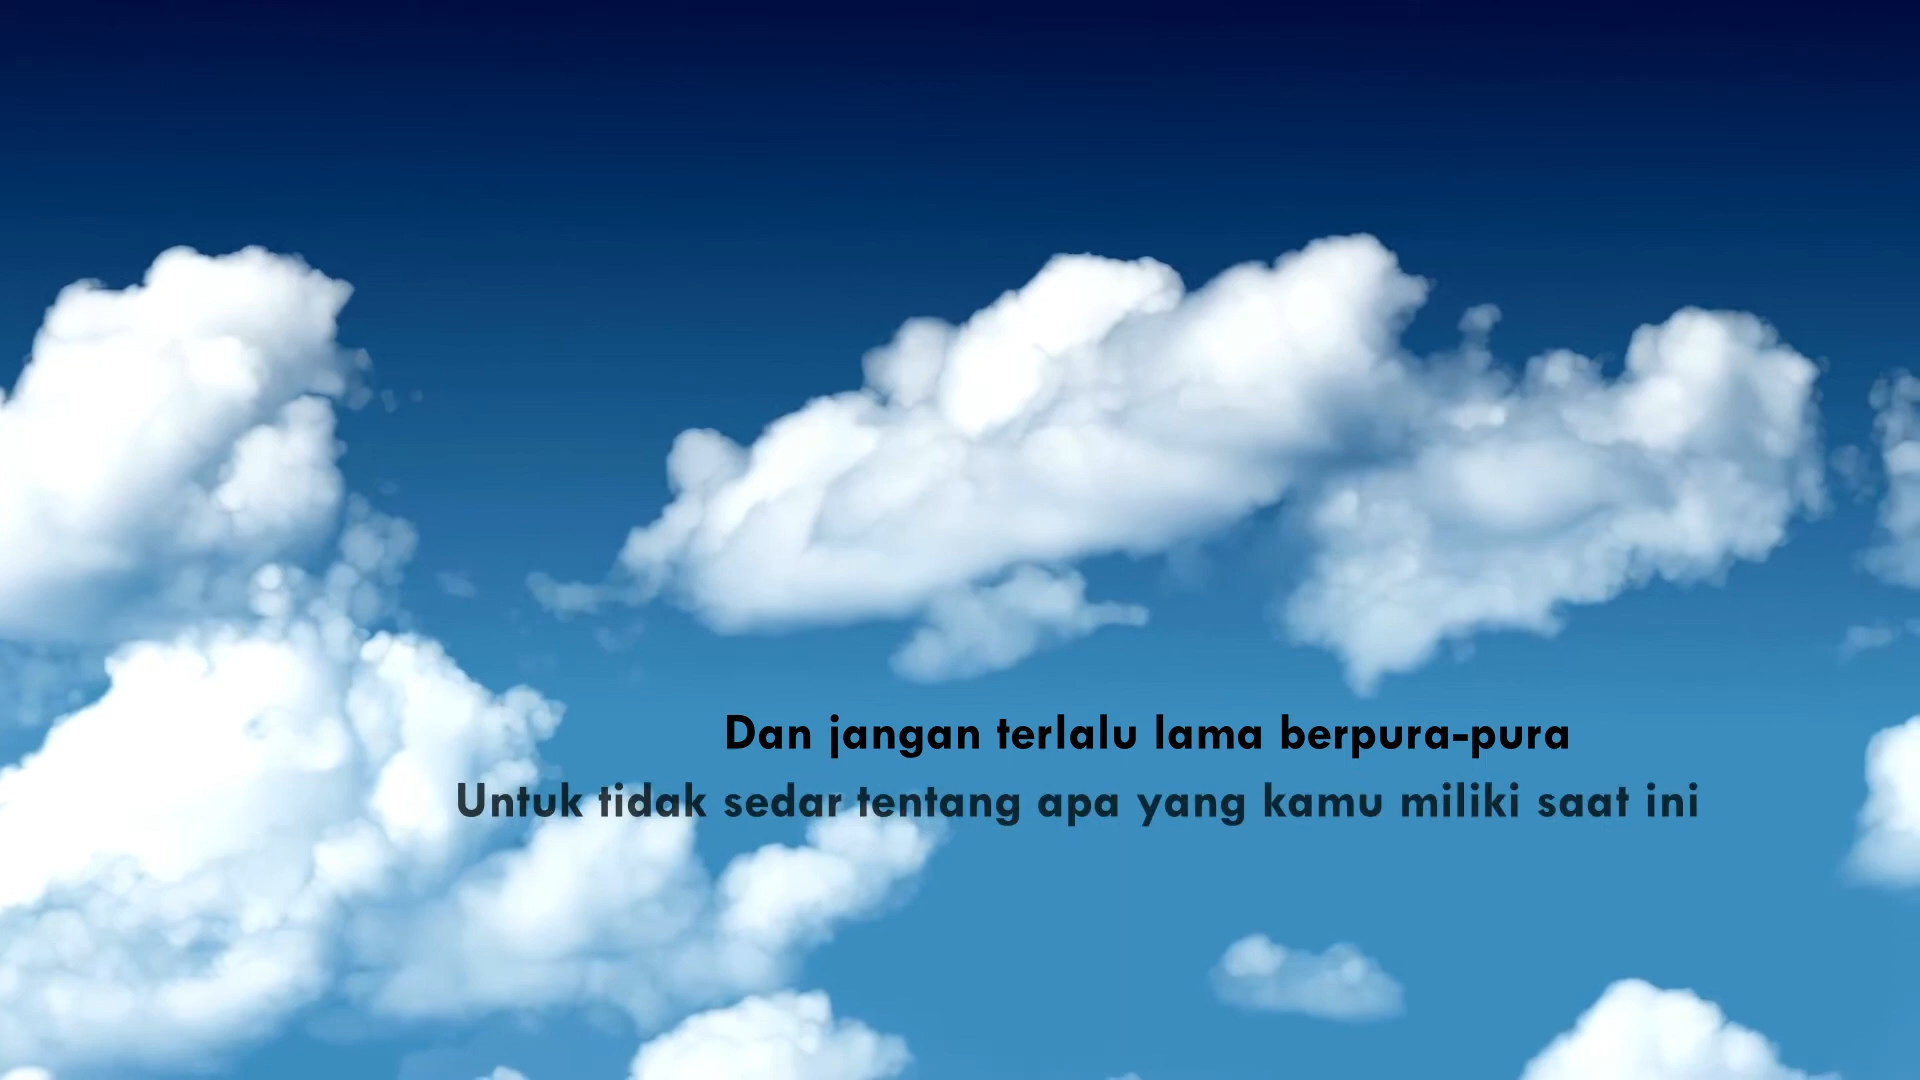 Dan jangan terlalu lama berpura-pura
Untuk tidak sedar tentang apa yang kamu miliki saat ini